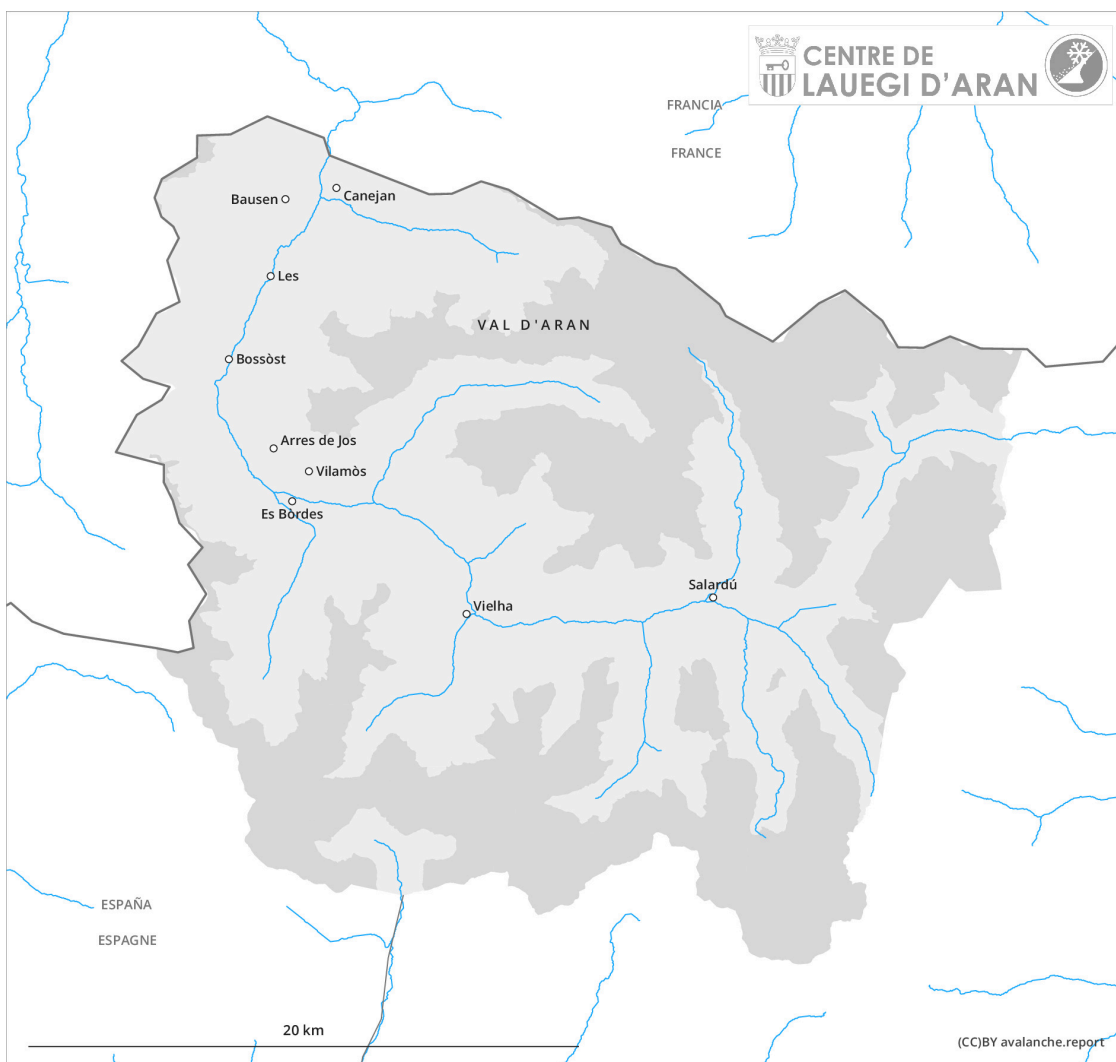 CENTRE DE
LAUEGI D'ARAN
FRANCIA
FRANCE
Bausen
Canejan
Les
VAL D'ARAN
Bossòst
Arres de Jos
Vilamòs
Es Bòrdes
Salardú
Vielha
ESPAÑA
ESPAGNE
20 km
(CC)BY avalanche.report